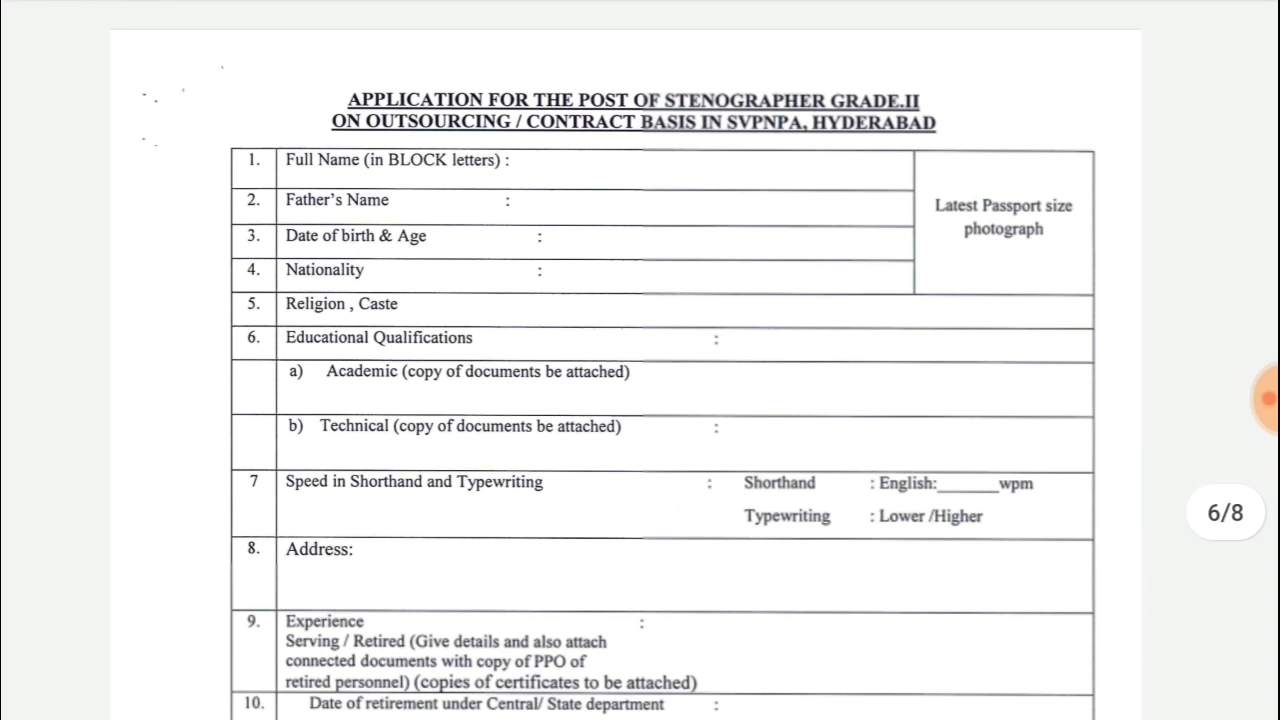 APPLICATION FOR THE POST OF STENOGRAPHER GRADE.II
ON OUTSOURCING / CONTRACT BASIS IN SVPNPA, HYDERABAD
1. Full Name (in BLOCK letters) :
Latest Passport size
photograph
2. Father's Name :
3. Date of birth & Age :
4. Nationality :
5. Religion , Caste
6. Educational Qualifications :
a) Academic (copy of documents be attached)
b) Technical (copy of documents be attached) :
7 Speed in Shorthand and Typewriting : Shorthand : English:______wpm
Typewriting : Lower /Higher
8. Address:
9. Experience :
Serving / Retired (Give details and also attach
connected documents with copy of PPO of
retired personnel) (copies of certificates to be attached)
10. Date of retirement under Central/ State department :
6/8